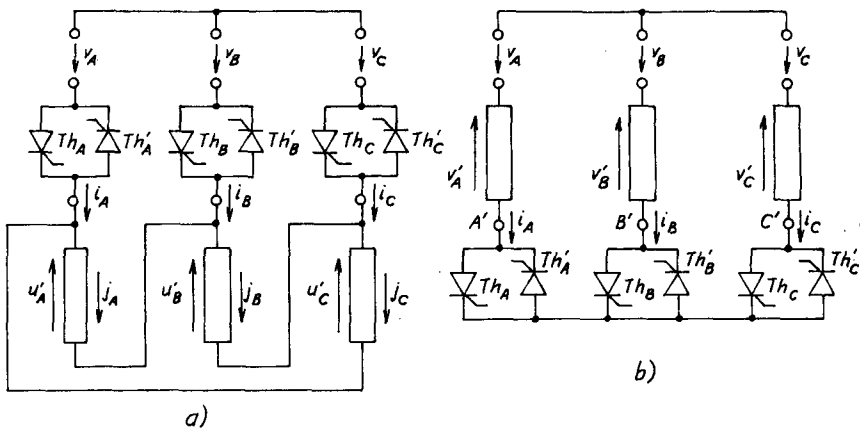 v_A v_B v_C
Th_A Th'_A Th_B Th'_B Th_C Th'_C
i_A i_B i_C
u'_A j_A u'_B j_B u'_C j_C
a)
v_A v_B v_C
v'_A v'_B v'_C
A' i_A B' i_B C' i_C
Th_A Th'_A Th_B Th'_B Th_C Th'_C
b)